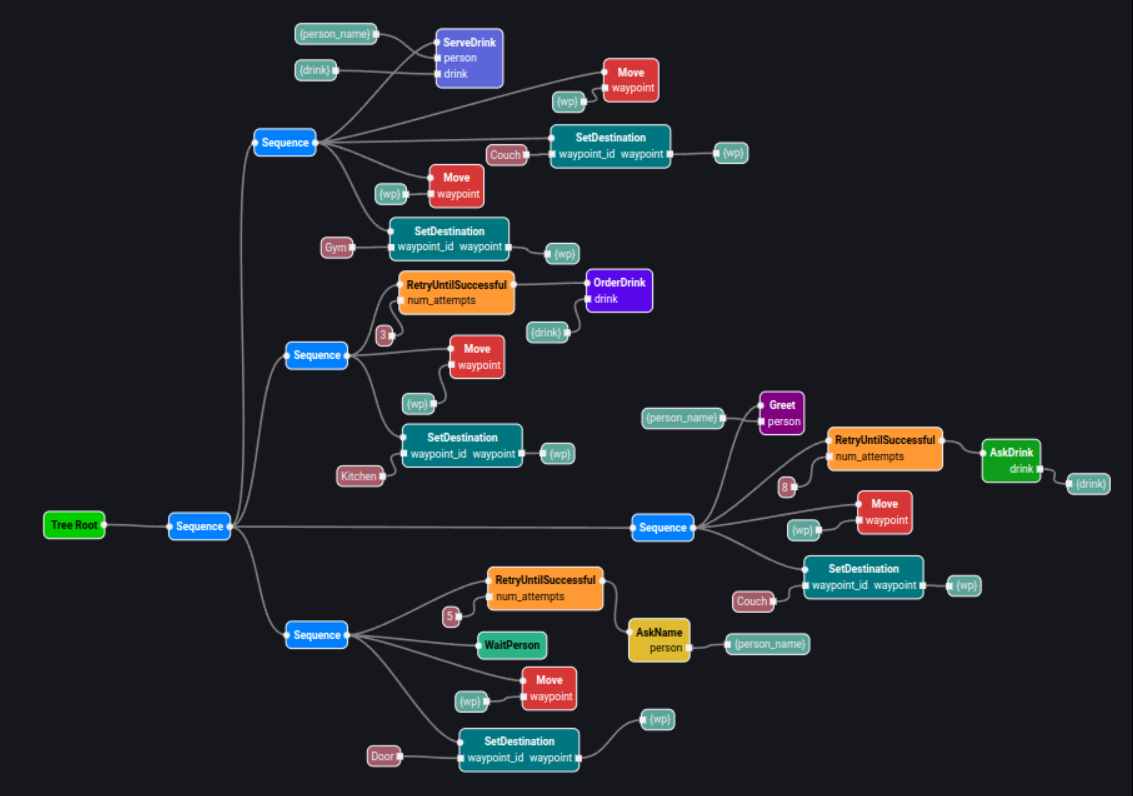 {person_name}
ServeDrink
person
{drink}
drink
Move
waypoint
{wp}
Sequence
SetDestination
Couch
waypoint_id waypoint
{wp}
Move
{wp}
waypoint
SetDestination
Gym
waypoint_id waypoint
{wp}
RetryUntilSuccessful
num_attempts
3
OrderDrink
drink
{drink}
Sequence
Move
waypoint
{wp}
SetDestination
waypoint_id waypoint
{wp}
Kitchen
Greet
{person_name}
person
RetryUntilSuccessful
num_attempts
8
AskDrink
drink
{drink}
Tree Root
Sequence
Sequence
Move
waypoint
{wp}
SetDestination
waypoint_id waypoint
{wp}
Couch
RetryUntilSuccessful
num_attempts
5
Sequence
WaitPerson
AskName
person
{person_name}
Move
waypoint
{wp}
{wp}
SetDestination
Door
waypoint_id waypoint